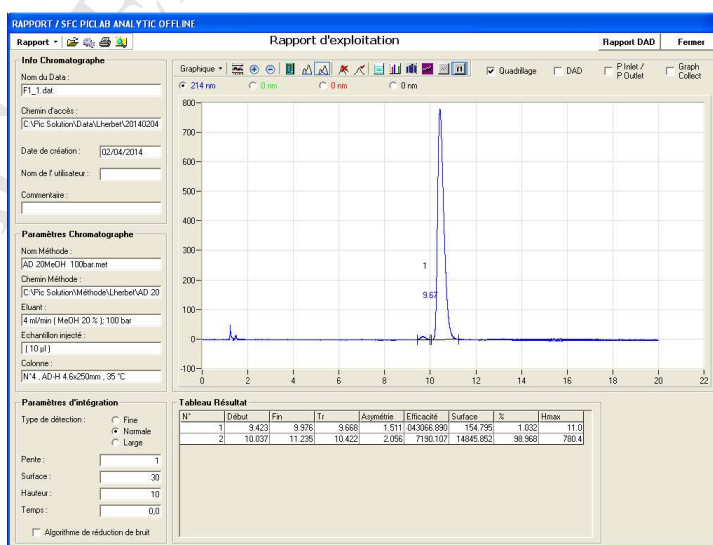 RAPPORT / SFC PICLAB ANALYTIC OFFLINE
Rapport
Rapport d'exploitation
Rapport DAD
Fermer
Info Chromatographe
Nom du Data :
F1_1.dat
Chemin d'accès :
C:\Pic Solution\Data\Lherbet\20140204
Date de création :
02/04/2014
Nom de l' utilisateur :
Commentaire :
Paramètres Chromatographe
Nom Méthode :
AD 20MeOH 100bar.met
Chemin Méthode :
C:\Pic Solution\Méthode\Lherbet\AD 20
Eluant :
4 ml/min ( MeOH 20 % ); 100 bar
Echantillon injecté :
( 10 µl )
Colonne :
N°4 , AD-H 4.6x250mm , 35 °C
Paramètres d'intégration
Type de détection :
Fine
Normale
Large
Pente :
1
Surface :
30
Hauteur :
10
Temps :
0,0
Algorithme de réduction de bruit
Graphique
Quadrillage
DAD
P Inlet / P Outlet
Graph Collect
214 nm
0 nm
0 nm
0 nm
800
700
600
500
400
300
200
100
0
-100
1
9.67
0 2 4 6 8 10 12 14 16 18 20 22
Tableau Résultat
N° Début Fin Tr Asymétrie Efficacité Surface % Hmax
1 9.423 9.976 9.668 1.511 -043066.890 154.795 1.032 11.0
2 10.037 11.235 10.422 2.056 7190.107 14845.852 98.968 780.4